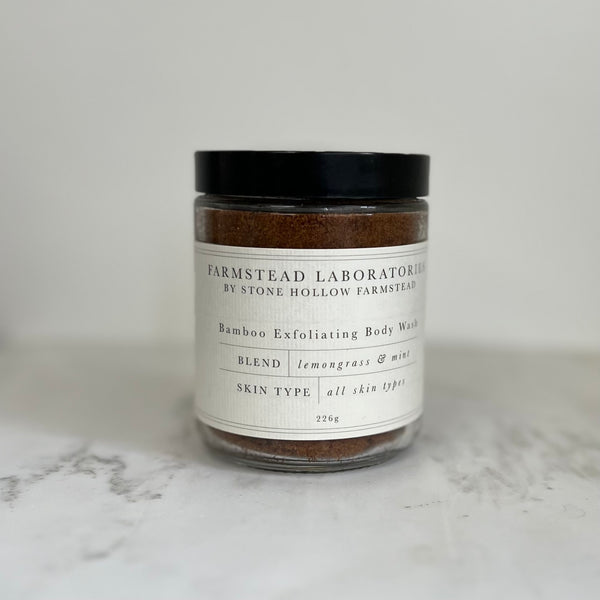 FARMSTEAD LABORATORIES
BY STONE HOLLOW FARMSTEAD
Bamboo Exfoliating Body Wash
BLEND lemongrass & mint
SKIN TYPE all skin types
226g